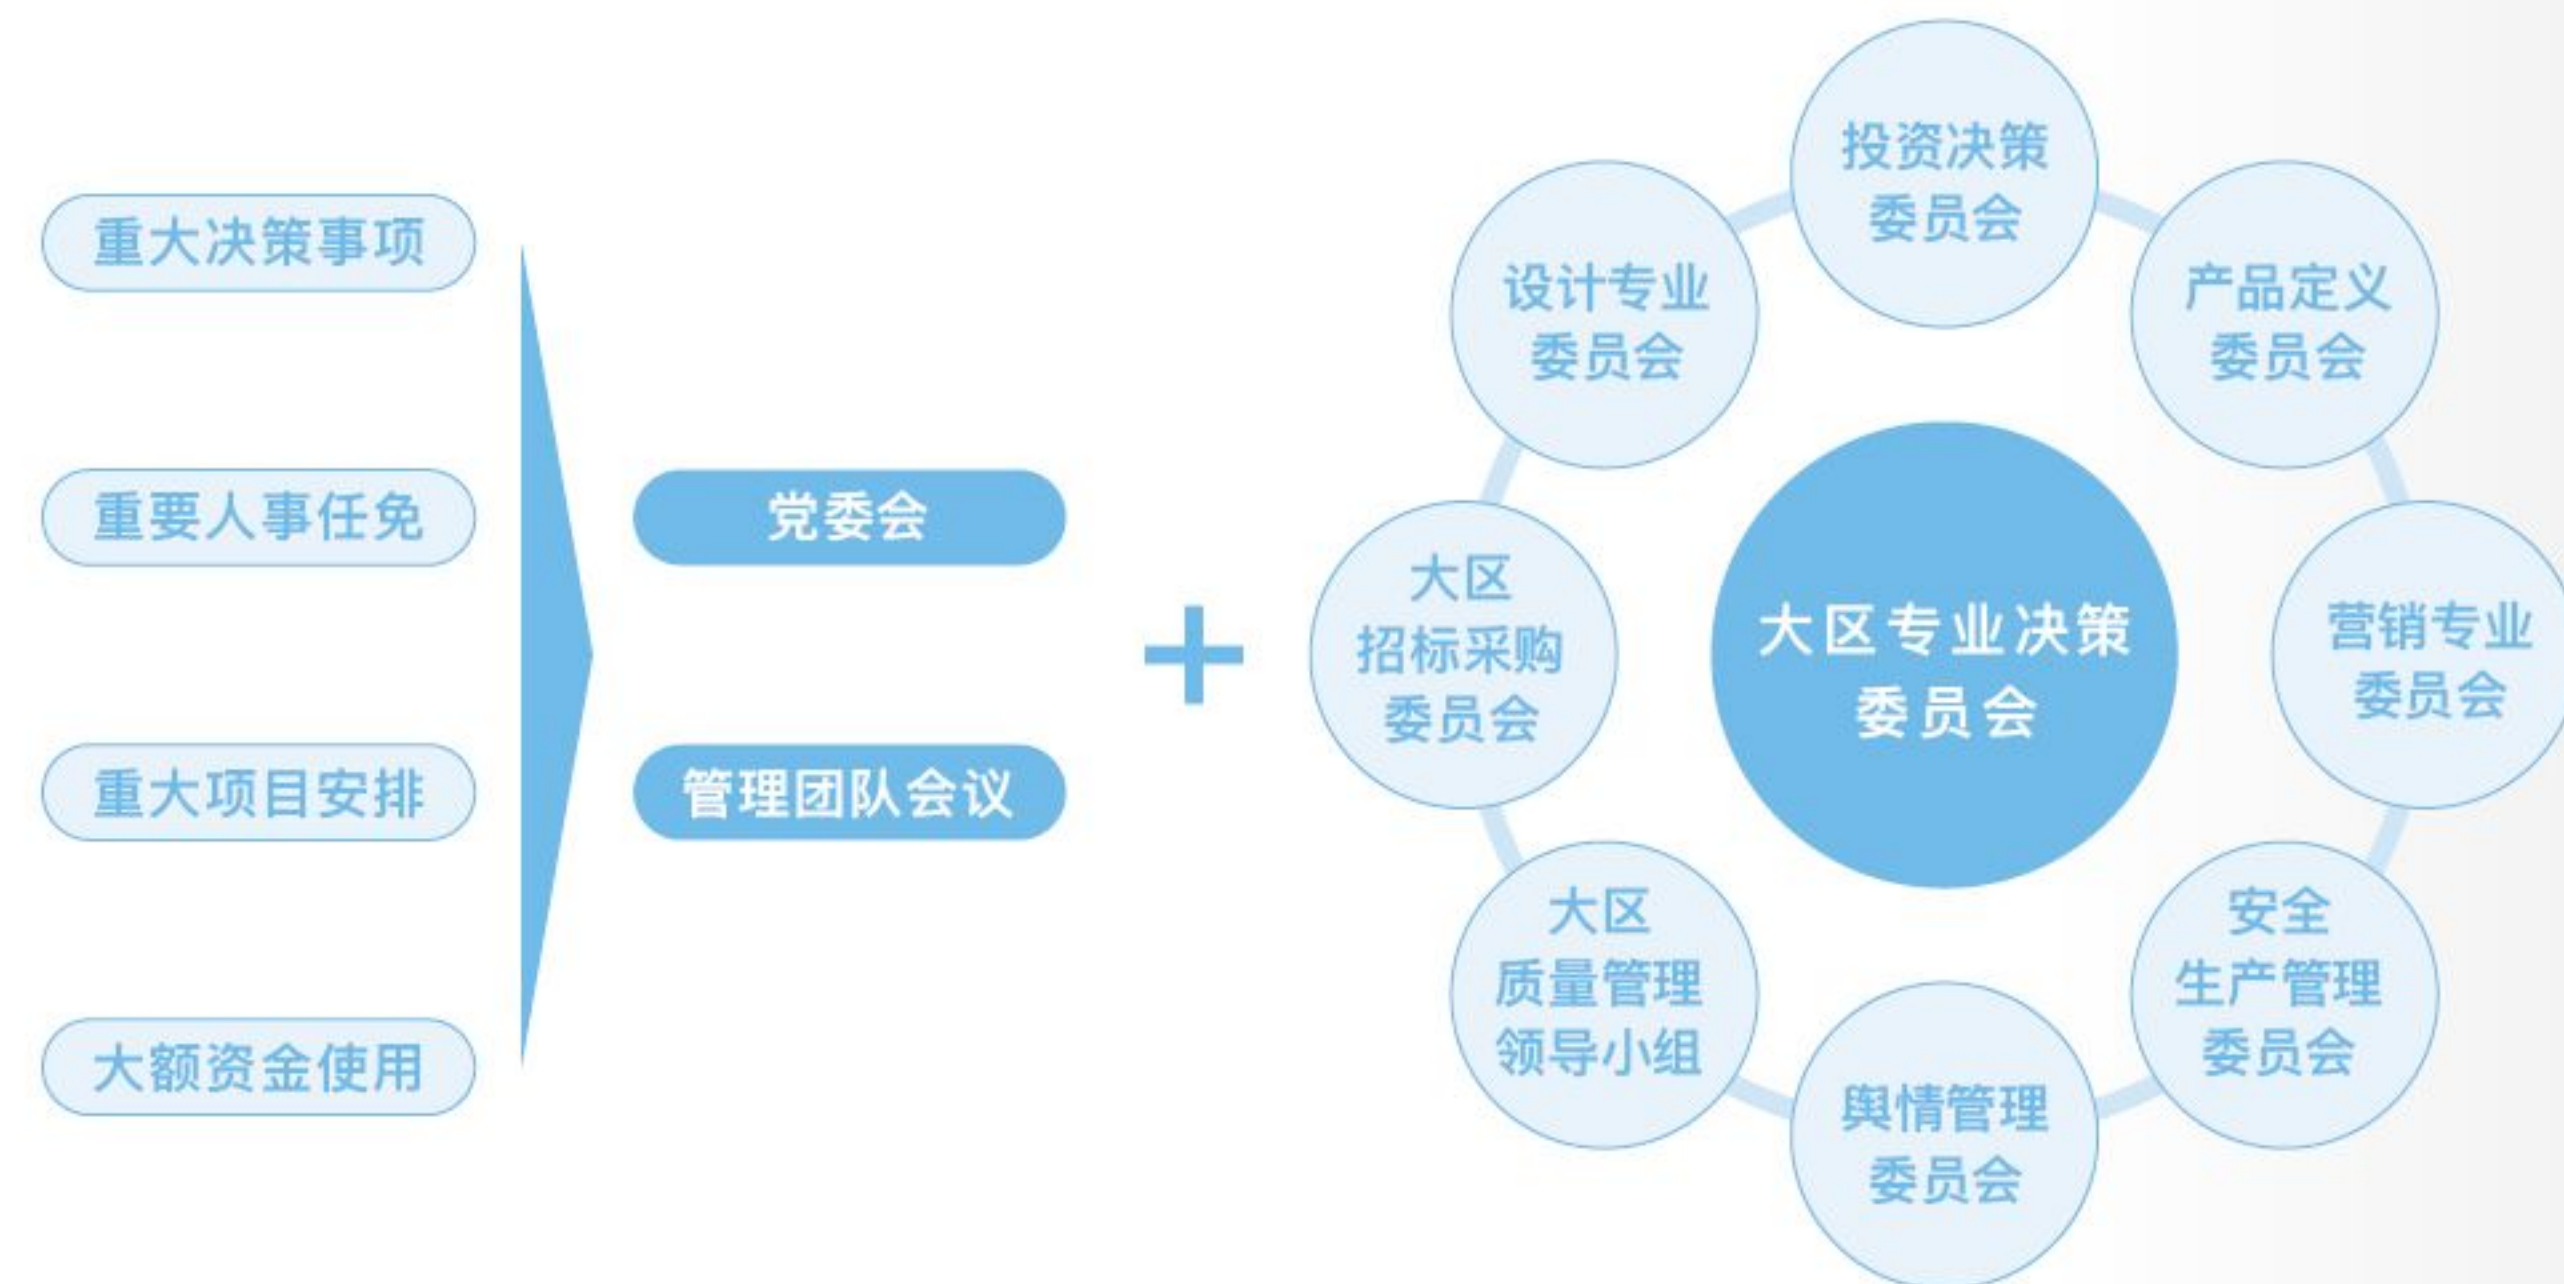 重大决策事项
重要人事任免
重大项目安排
大额资金使用
党委会
管理团队会议
+
大区专业决策
委员会
投资决策
委员会
产品定义
委员会
营销专业
委员会
安全
生产管理
委员会
舆情管理
委员会
大区
质量管理
领导小组
大区
招标采购
委员会
设计专业
委员会